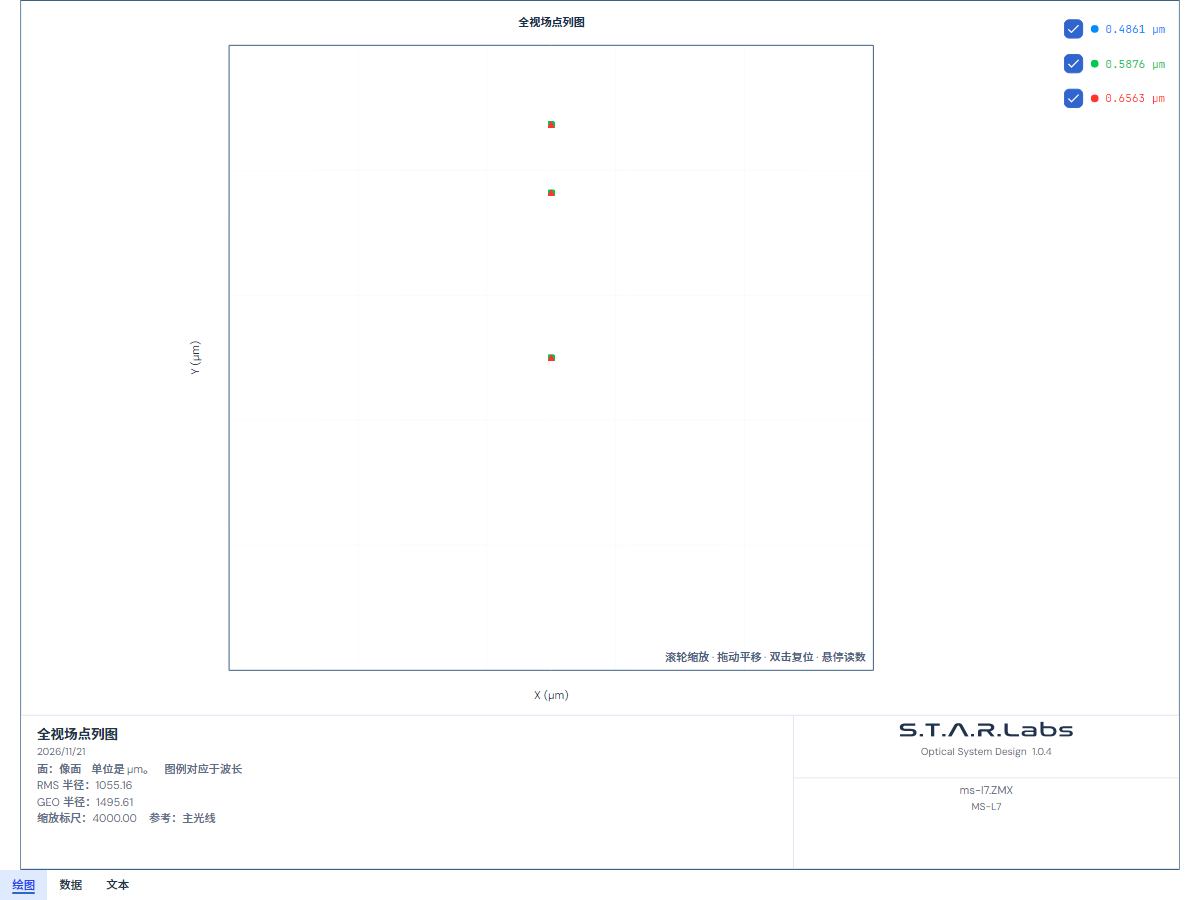 全视场点列图
0.4861 µm
0.5876 µm
0.6563 µm
Y (µm)
滚轮缩放 · 拖动平移 · 双击复位 · 悬停读数
X (µm)
全视场点列图
2026/11/21
面：像面 单位是 µm。 图例对应于波长
RMS 半径：1055.16
GEO 半径：1495.61
缩放标尺：4000.00 参考：主光线
S.T.A.R.Labs
Optical System Design 1.0.4
ms-l7.ZMX
MS-L7
绘图 数据 文本